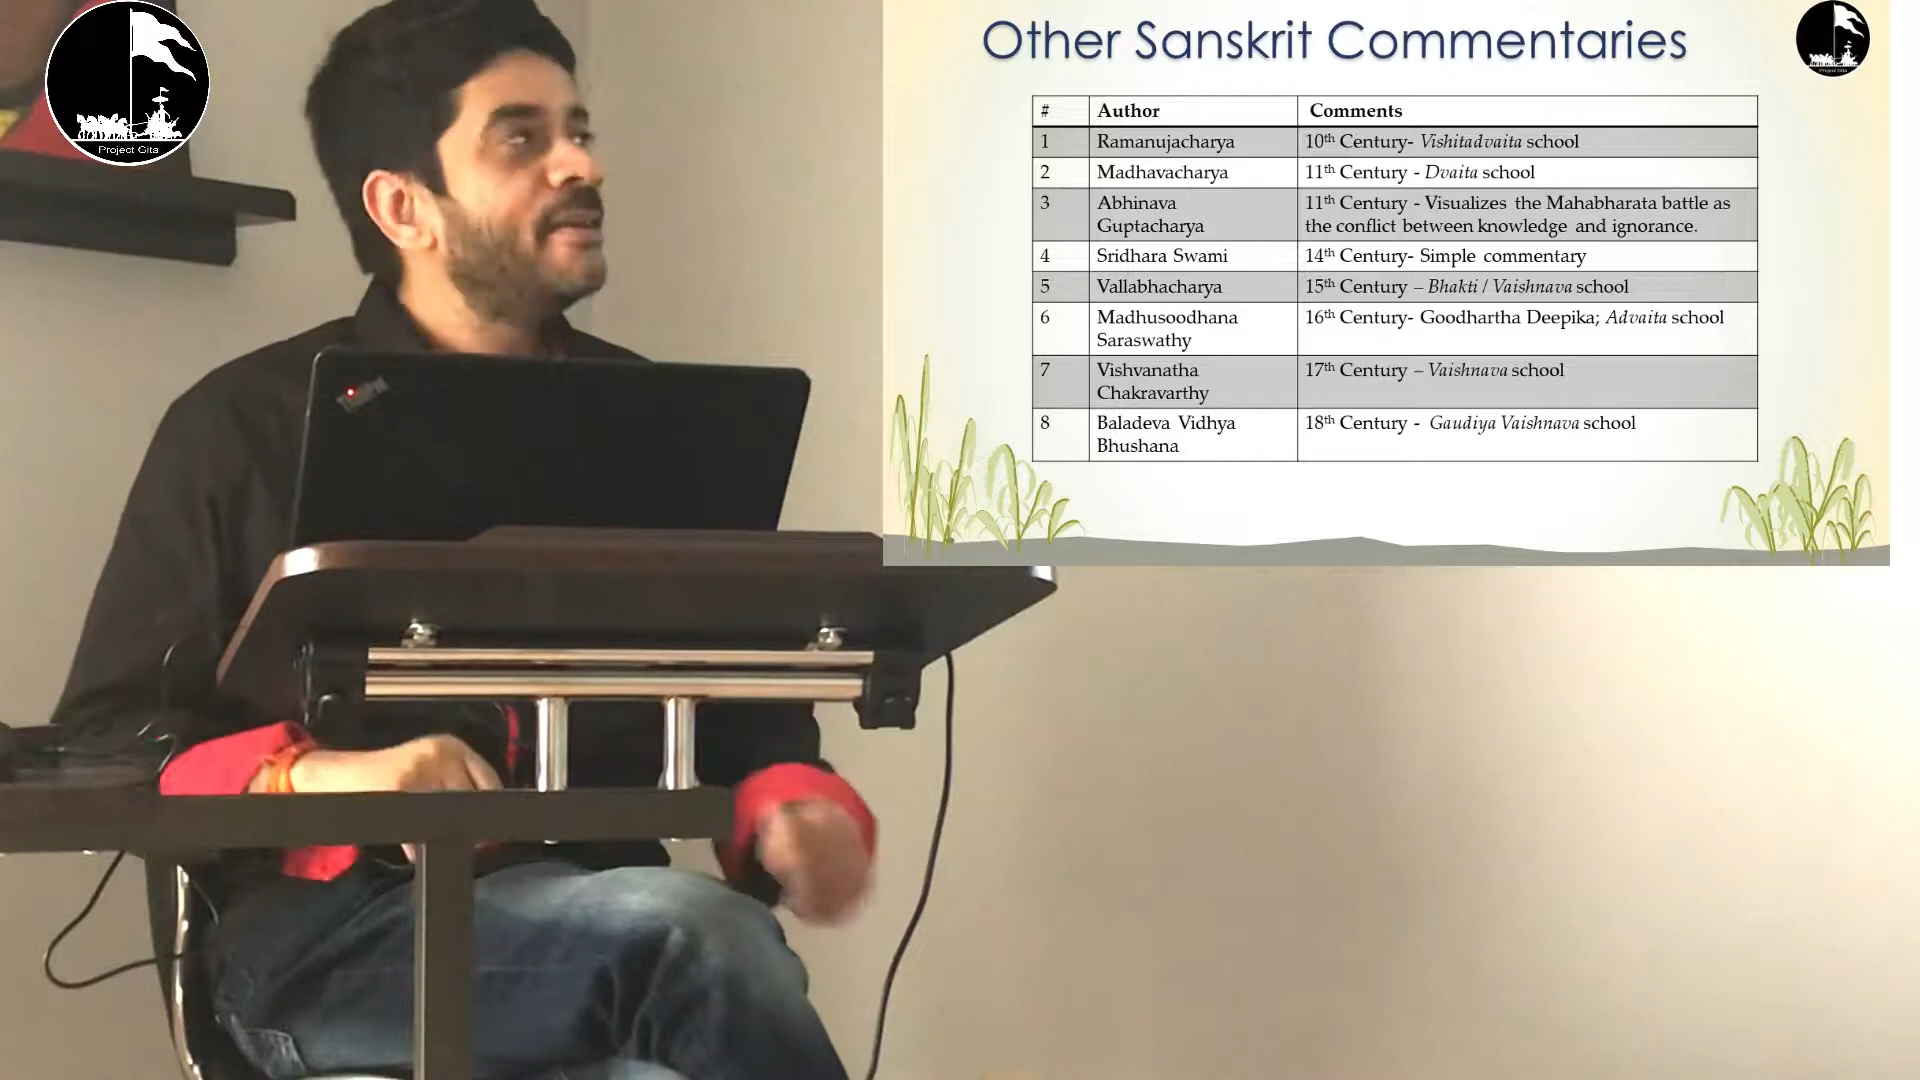 Project Gita
Other Sanskrit Commentaries
Project Gita
# Author Comments
1 Ramanujacharya 10th Century- Vishitadvaita school
2 Madhavacharya 11th Century - Dvaita school
3 Abhinava Guptacharya 11th Century - Visualizes the Mahabharata battle as
the conflict between knowledge and ignorance.
4 Sridhara Swami 14th Century- Simple commentary
5 Vallabhacharya 15th Century – Bhakti / Vaishnava school
6 Madhusoodhana Saraswathy 16th Century- Goodhartha Deepika; Advaita school
7 Vishvanatha Chakravarthy 17th Century – Vaishnava school
8 Baladeva Vidhya Bhushana 18th Century - Gaudiya Vaishnava school